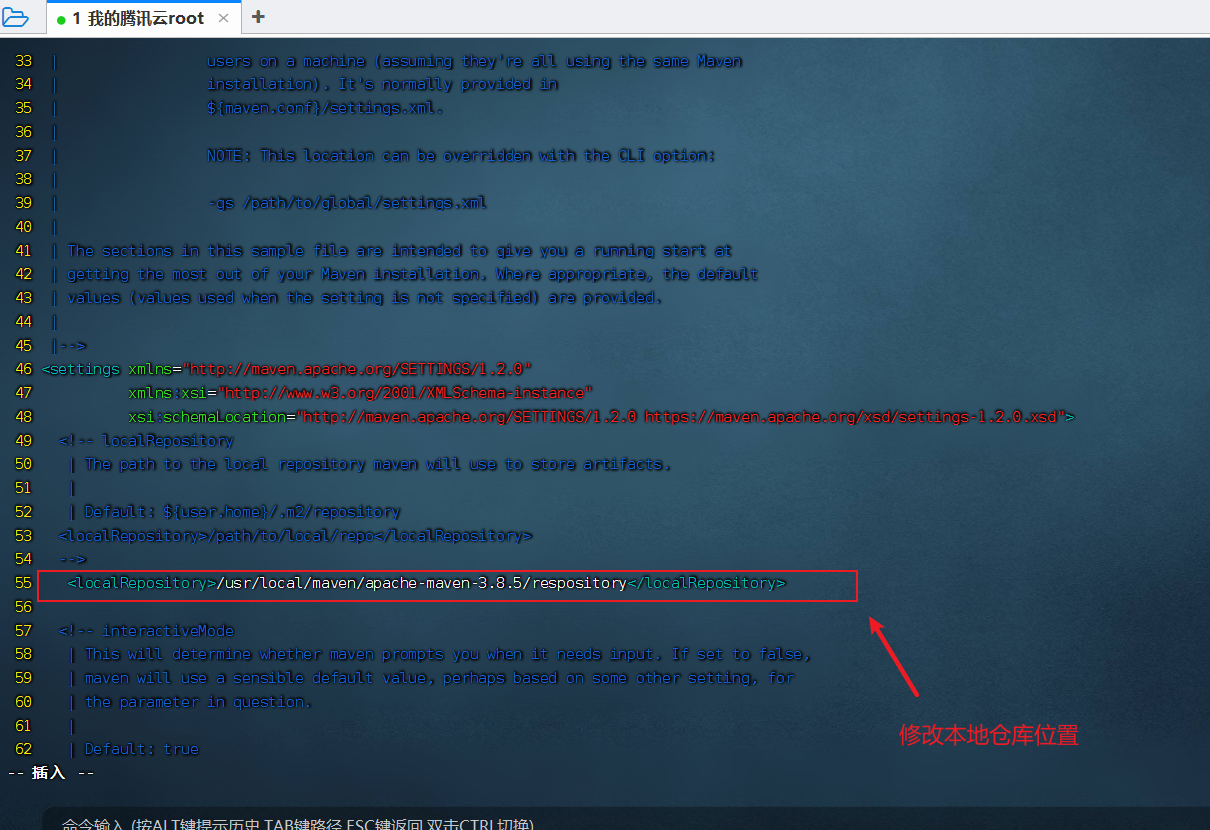 1 我的腾讯云root × +
33 | users on a machine (assuming they're all using the same Maven
34 | installation). It's normally provided in
35 | ${maven.conf}/settings.xml.
36 |
37 | NOTE: This location can be overridden with the CLI option:
38 |
39 | -gs /path/to/global/settings.xml
40 |
41 | The sections in this sample file are intended to give you a running start at
42 | getting the most out of your Maven installation. Where appropriate, the default
43 | values (values used when the setting is not specified) are provided.
44 |
45 |-->
46 <settings xmlns="http://maven.apache.org/SETTINGS/1.2.0"
47 xmlns:xsi="http://www.w3.org/2001/XMLSchema-instance"
48 xsi:schemaLocation="http://maven.apache.org/SETTINGS/1.2.0 https://maven.apache.org/xsd/settings-1.2.0.xsd">
49 <!-- localRepository
50 | The path to the local repository maven will use to store artifacts.
51 |
52 | Default: ${user.home}/.m2/repository
53 <localRepository>/path/to/local/repo</localRepository>
54 -->
55 <localRepository>/usr/local/maven/apache-maven-3.8.5/respository</localRepository>
56
57 <!-- interactiveMode
58 | This will determine whether maven prompts you when it needs input. If set to false,
59 | maven will use a sensible default value, perhaps based on some other setting, for
60 | the parameter in question.
61 |
62 | Default: true
修改本地仓库位置
-- 插入 --
命令输入 (按ALT键提示历史,TAB键路径,ESC键返回,双击CTRL切换)